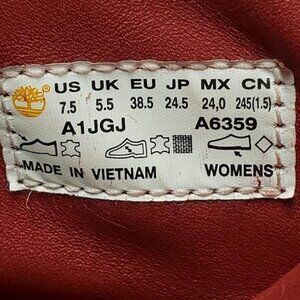 US UK EU JP MX CN
7.5 5.5 38.5 24.5 24,0 245(1.5)
A1JGJ A6359
MADE IN VIETNAM WOMENS